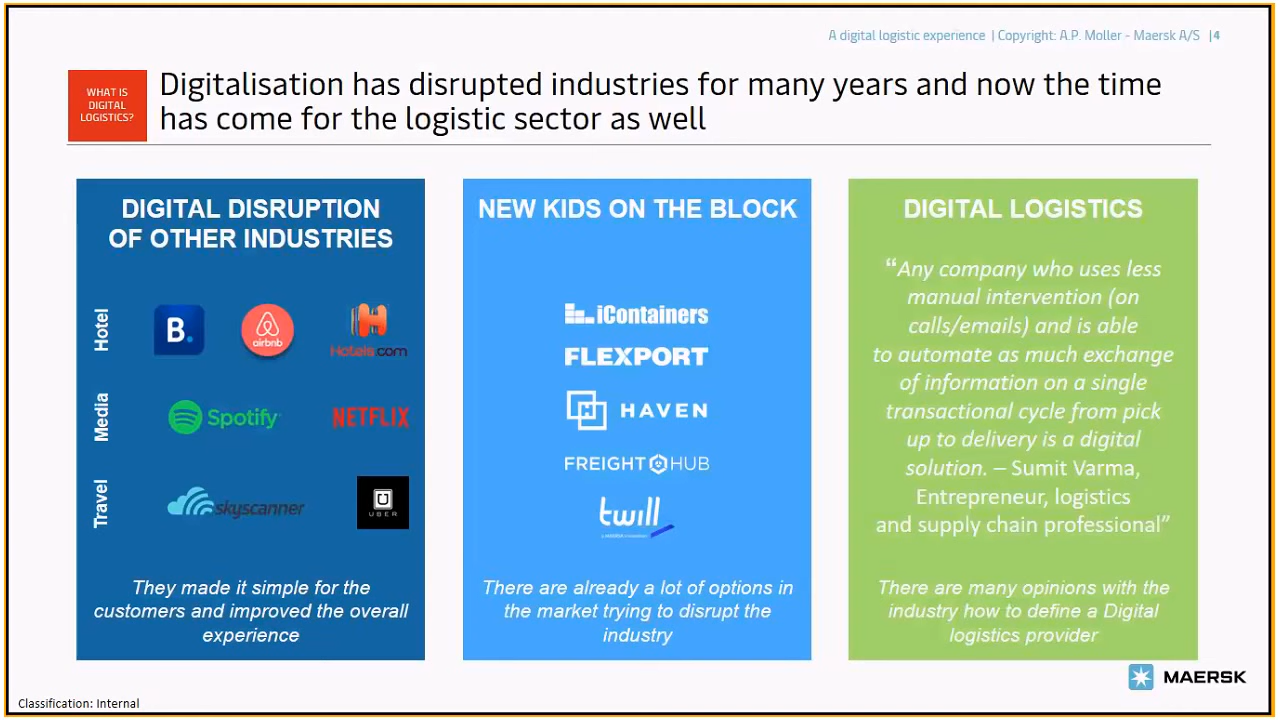 A digital logistic experience | Copyright: A.P. Moller - Maersk A/S |4
WHAT IS
DIGITAL
LOGISTICS?
Digitalisation has disrupted industries for many years and now the time
has come for the logistic sector as well
DIGITAL DISRUPTION
OF OTHER INDUSTRIES
Hotel
B.
airbnb
H
Hotels.com
Media
Spotify
NETFLIX
Travel
skyscanner
U
UBER
They made it simple for the
customers and improved the overall
experience
NEW KIDS ON THE BLOCK
iContainers
FLEXPORT
H HAVEN
FREIGHT HUB
twill
There are already a lot of options in
the market trying to disrupt the
industry
DIGITAL LOGISTICS
“Any company who uses less
manual intervention (on
calls/emails) and is able
to automate as much exchange
of information on a single
transactional cycle from pick
up to delivery is a digital
solution. – Sumit Varma,
Entrepreneur, logistics
and supply chain professional”
There are many opinions with the
industry how to define a Digital
logistics provider
MAERSK
Classification: Internal